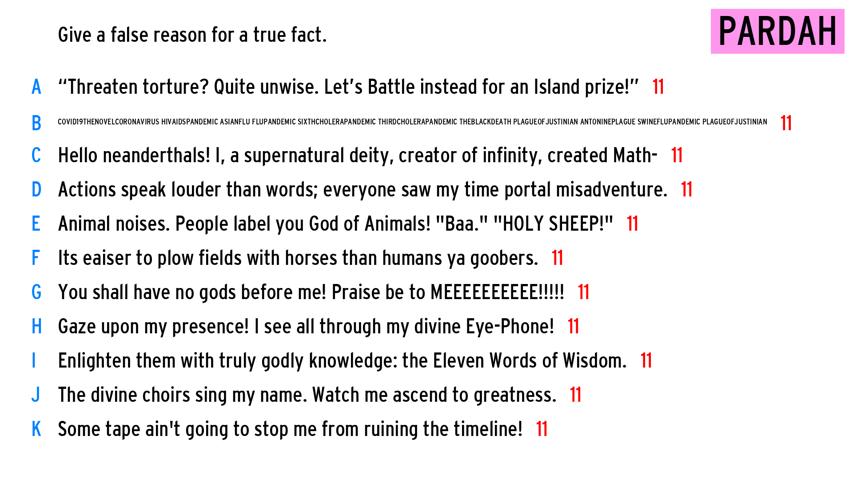 Give a false reason for a true fact.
PARDAH
A “Threaten torture? Quite unwise. Let’s Battle instead for an Island prize!” 11
B COVID19THENOVELCORONAVIRUS HIVAIDSPANDEMIC ASIANFLU FLUPANDEMIC SIXTHCHOLERAPANDEMIC THIRDCHOLERAPANDEMIC THEBLACKDEATH PLAGUEOFJUSTINIAN ANTONINEPLAGUE SWINEFLUPANDEMIC PLAGUEOFJUSTINIAN 11
C Hello neanderthals! I, a supernatural deity, creator of infinity, created Math- 11
D Actions speak louder than words; everyone saw my time portal misadventure. 11
E Animal noises. People label you God of Animals! "Baa." "HOLY SHEEP!" 11
F Its eaiser to plow fields with horses than humans ya goobers. 11
G You shall have no gods before me! Praise be to MEEEEEEEEEE!!!!! 11
H Gaze upon my presence! I see all through my divine Eye-Phone! 11
I Enlighten them with truly godly knowledge: the Eleven Words of Wisdom. 11
J The divine choirs sing my name. Watch me ascend to greatness. 11
K Some tape ain't going to stop me from ruining the timeline! 11